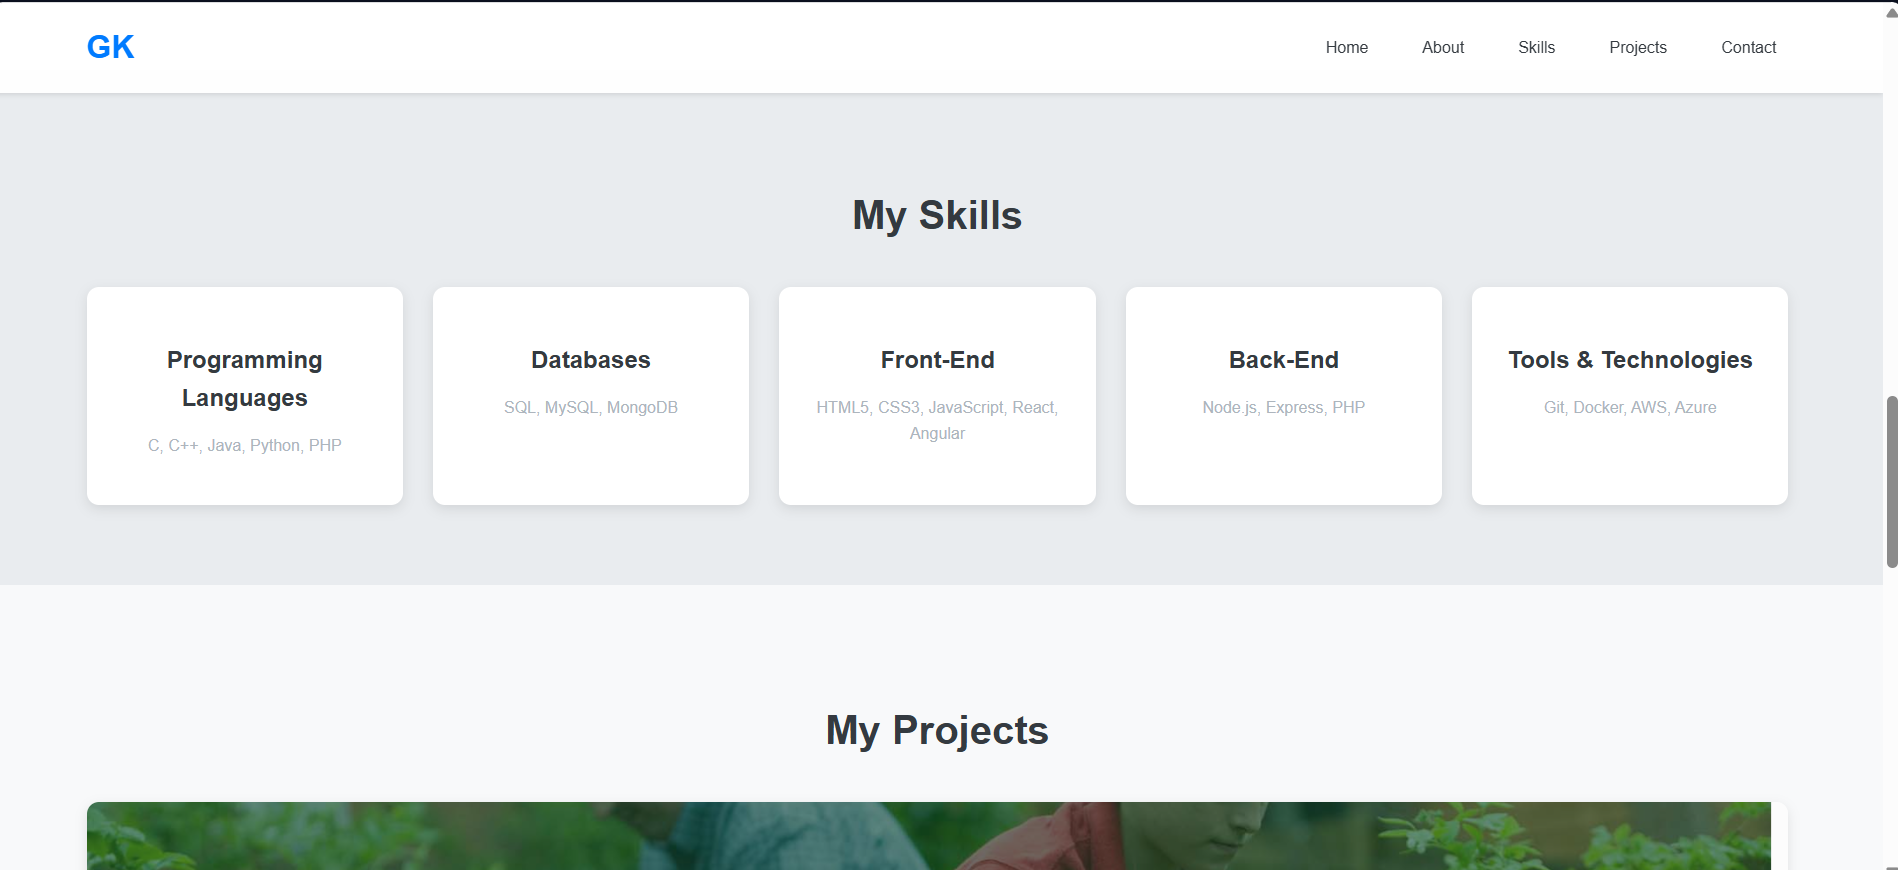 GK
Home
About
Skills
Projects
Contact
My Skills
Programming
Languages
C, C++, Java, Python, PHP
Databases
SQL, MySQL, MongoDB
Front-End
HTML5, CSS3, JavaScript, React,
Angular
Back-End
Node.js, Express, PHP
Tools & Technologies
Git, Docker, AWS, Azure
My Projects